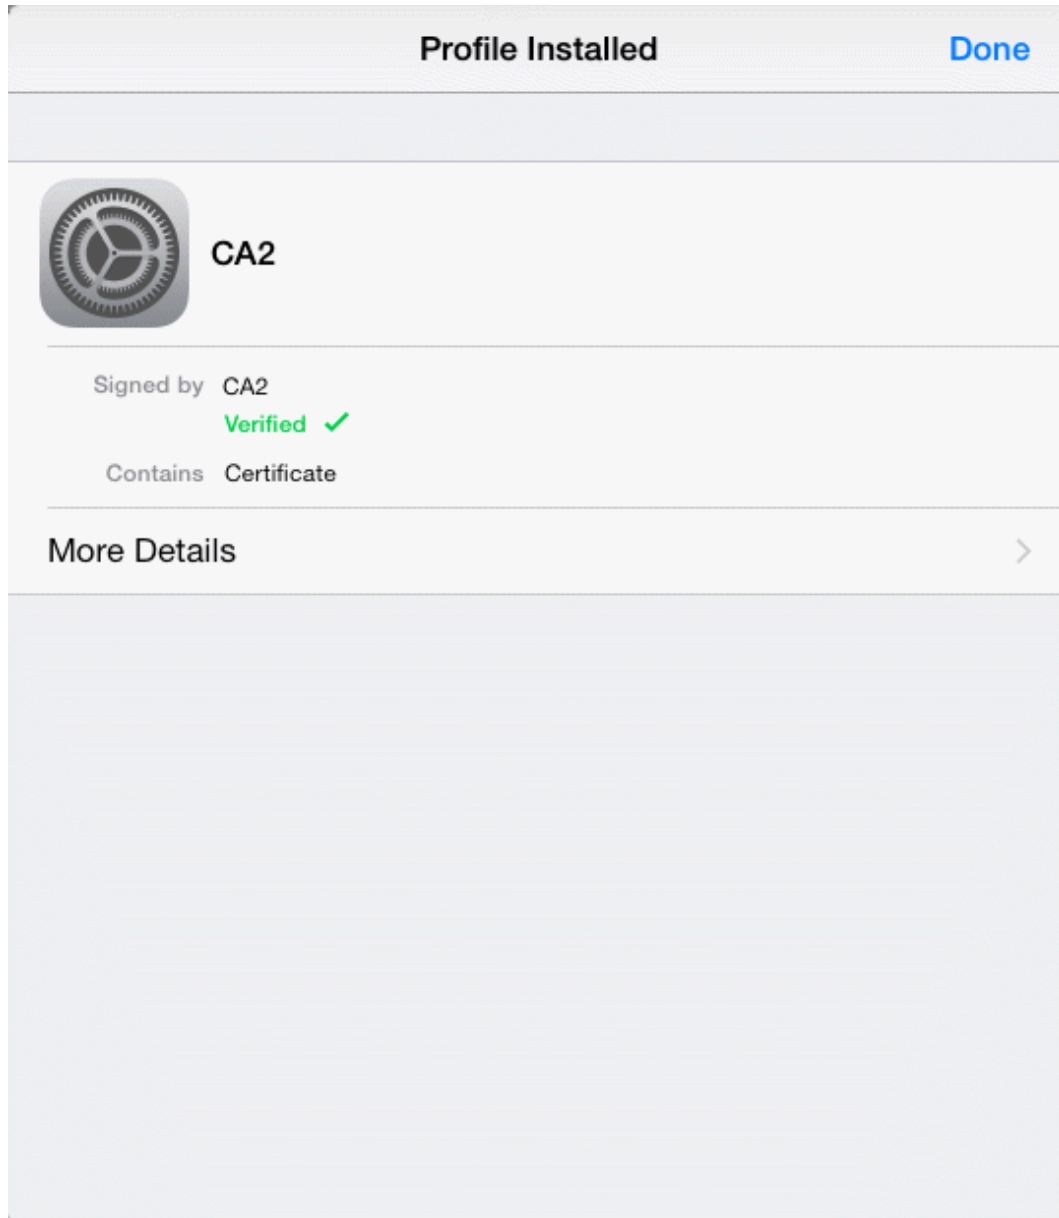 Profile Installed Done
CA2
Signed by CA2
Verified
Contains Certificate
More Details